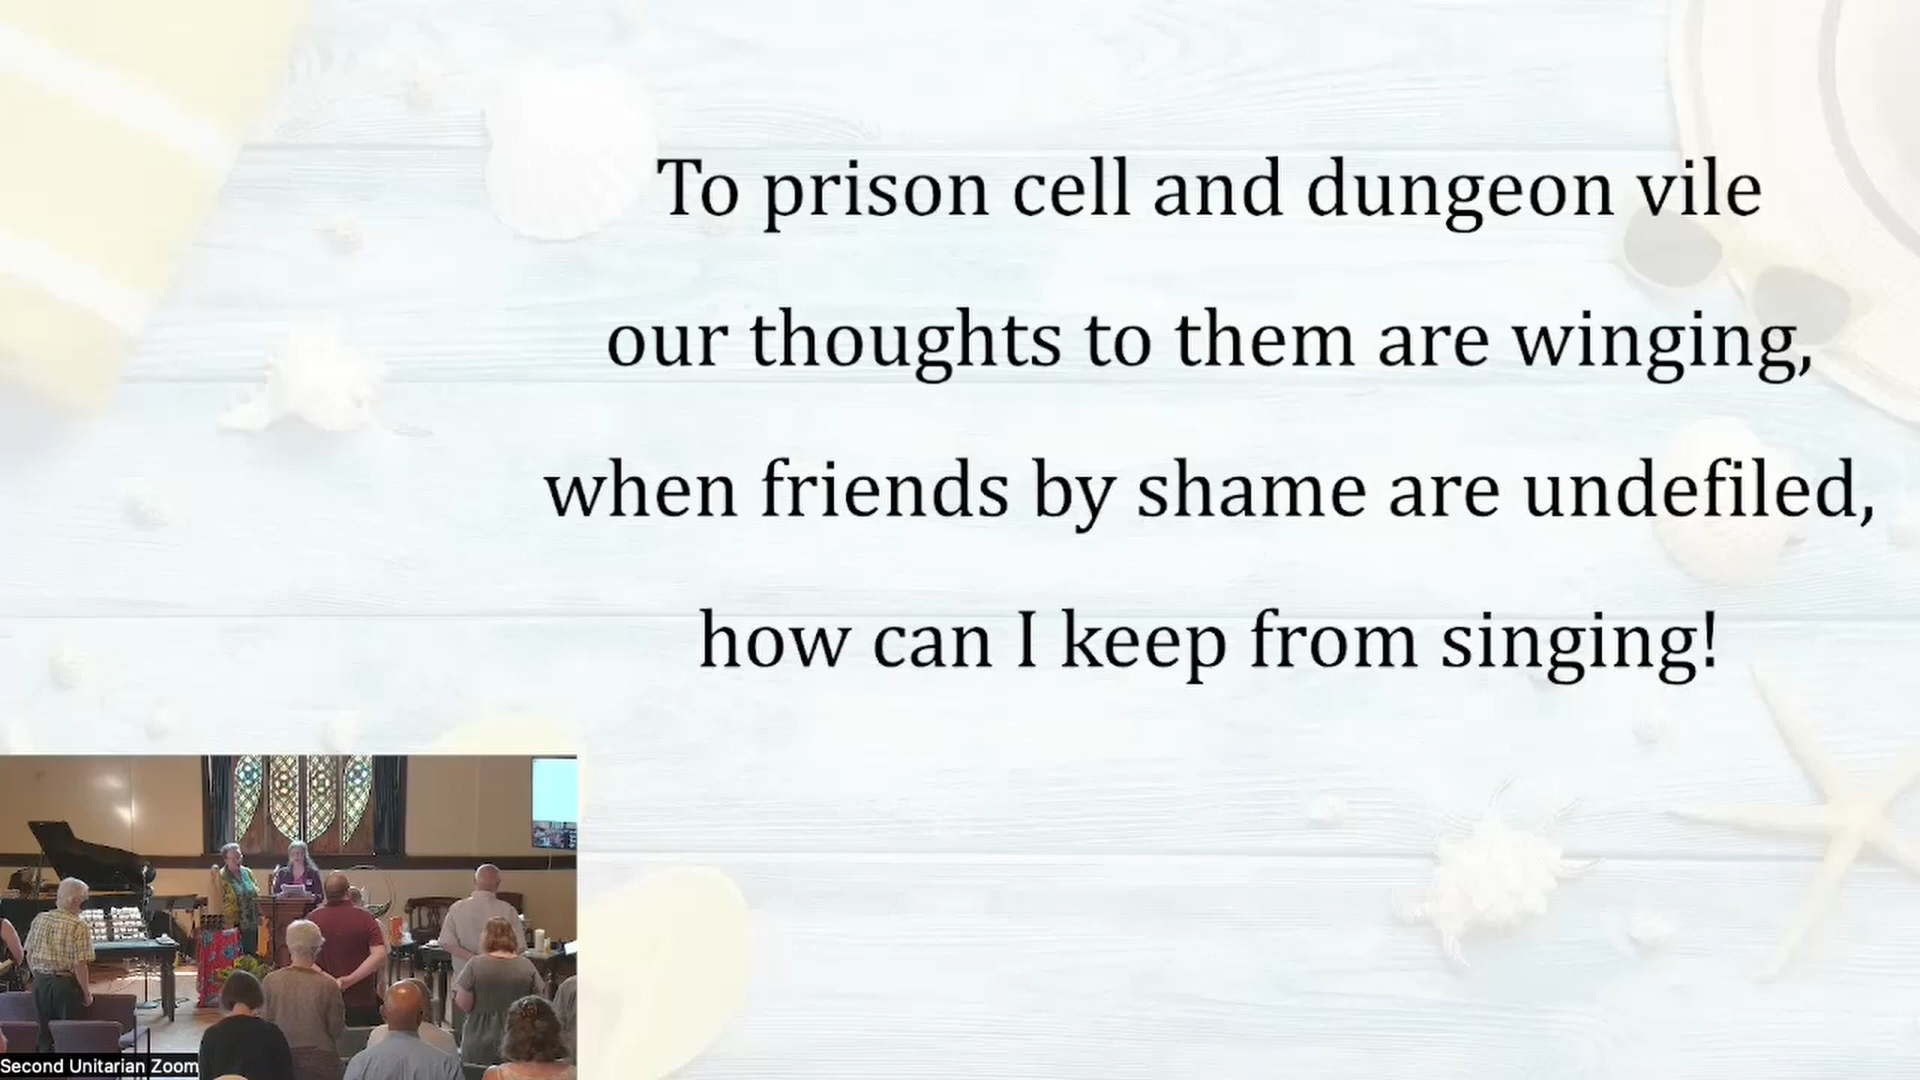 To prison cell and dungeon vile
our thoughts to them are winging,
when friends by shame are undefiled,
how can I keep from singing!
Second Unitarian Zoom